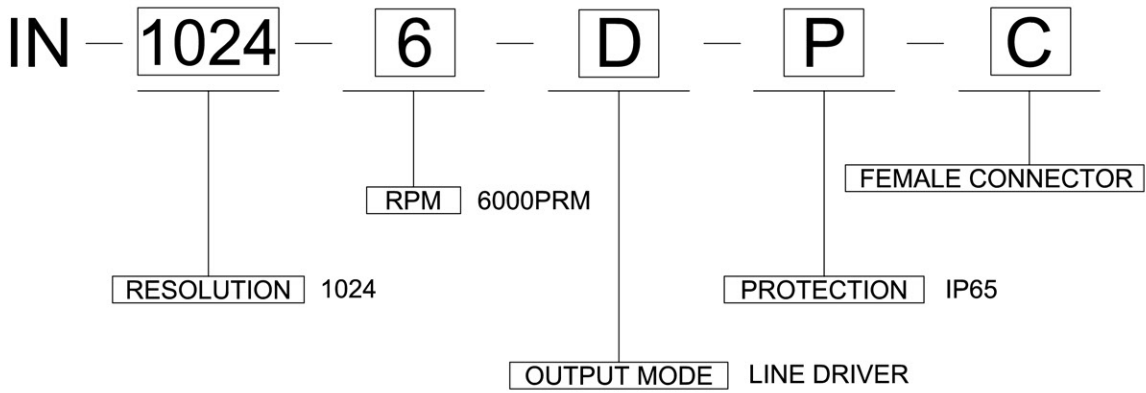 IN — 1024 — 6 — D — P — C
FEMALE CONNECTOR
RPM 6000PRM
RESOLUTION 1024
PROTECTION IP65
OUTPUT MODE LINE DRIVER